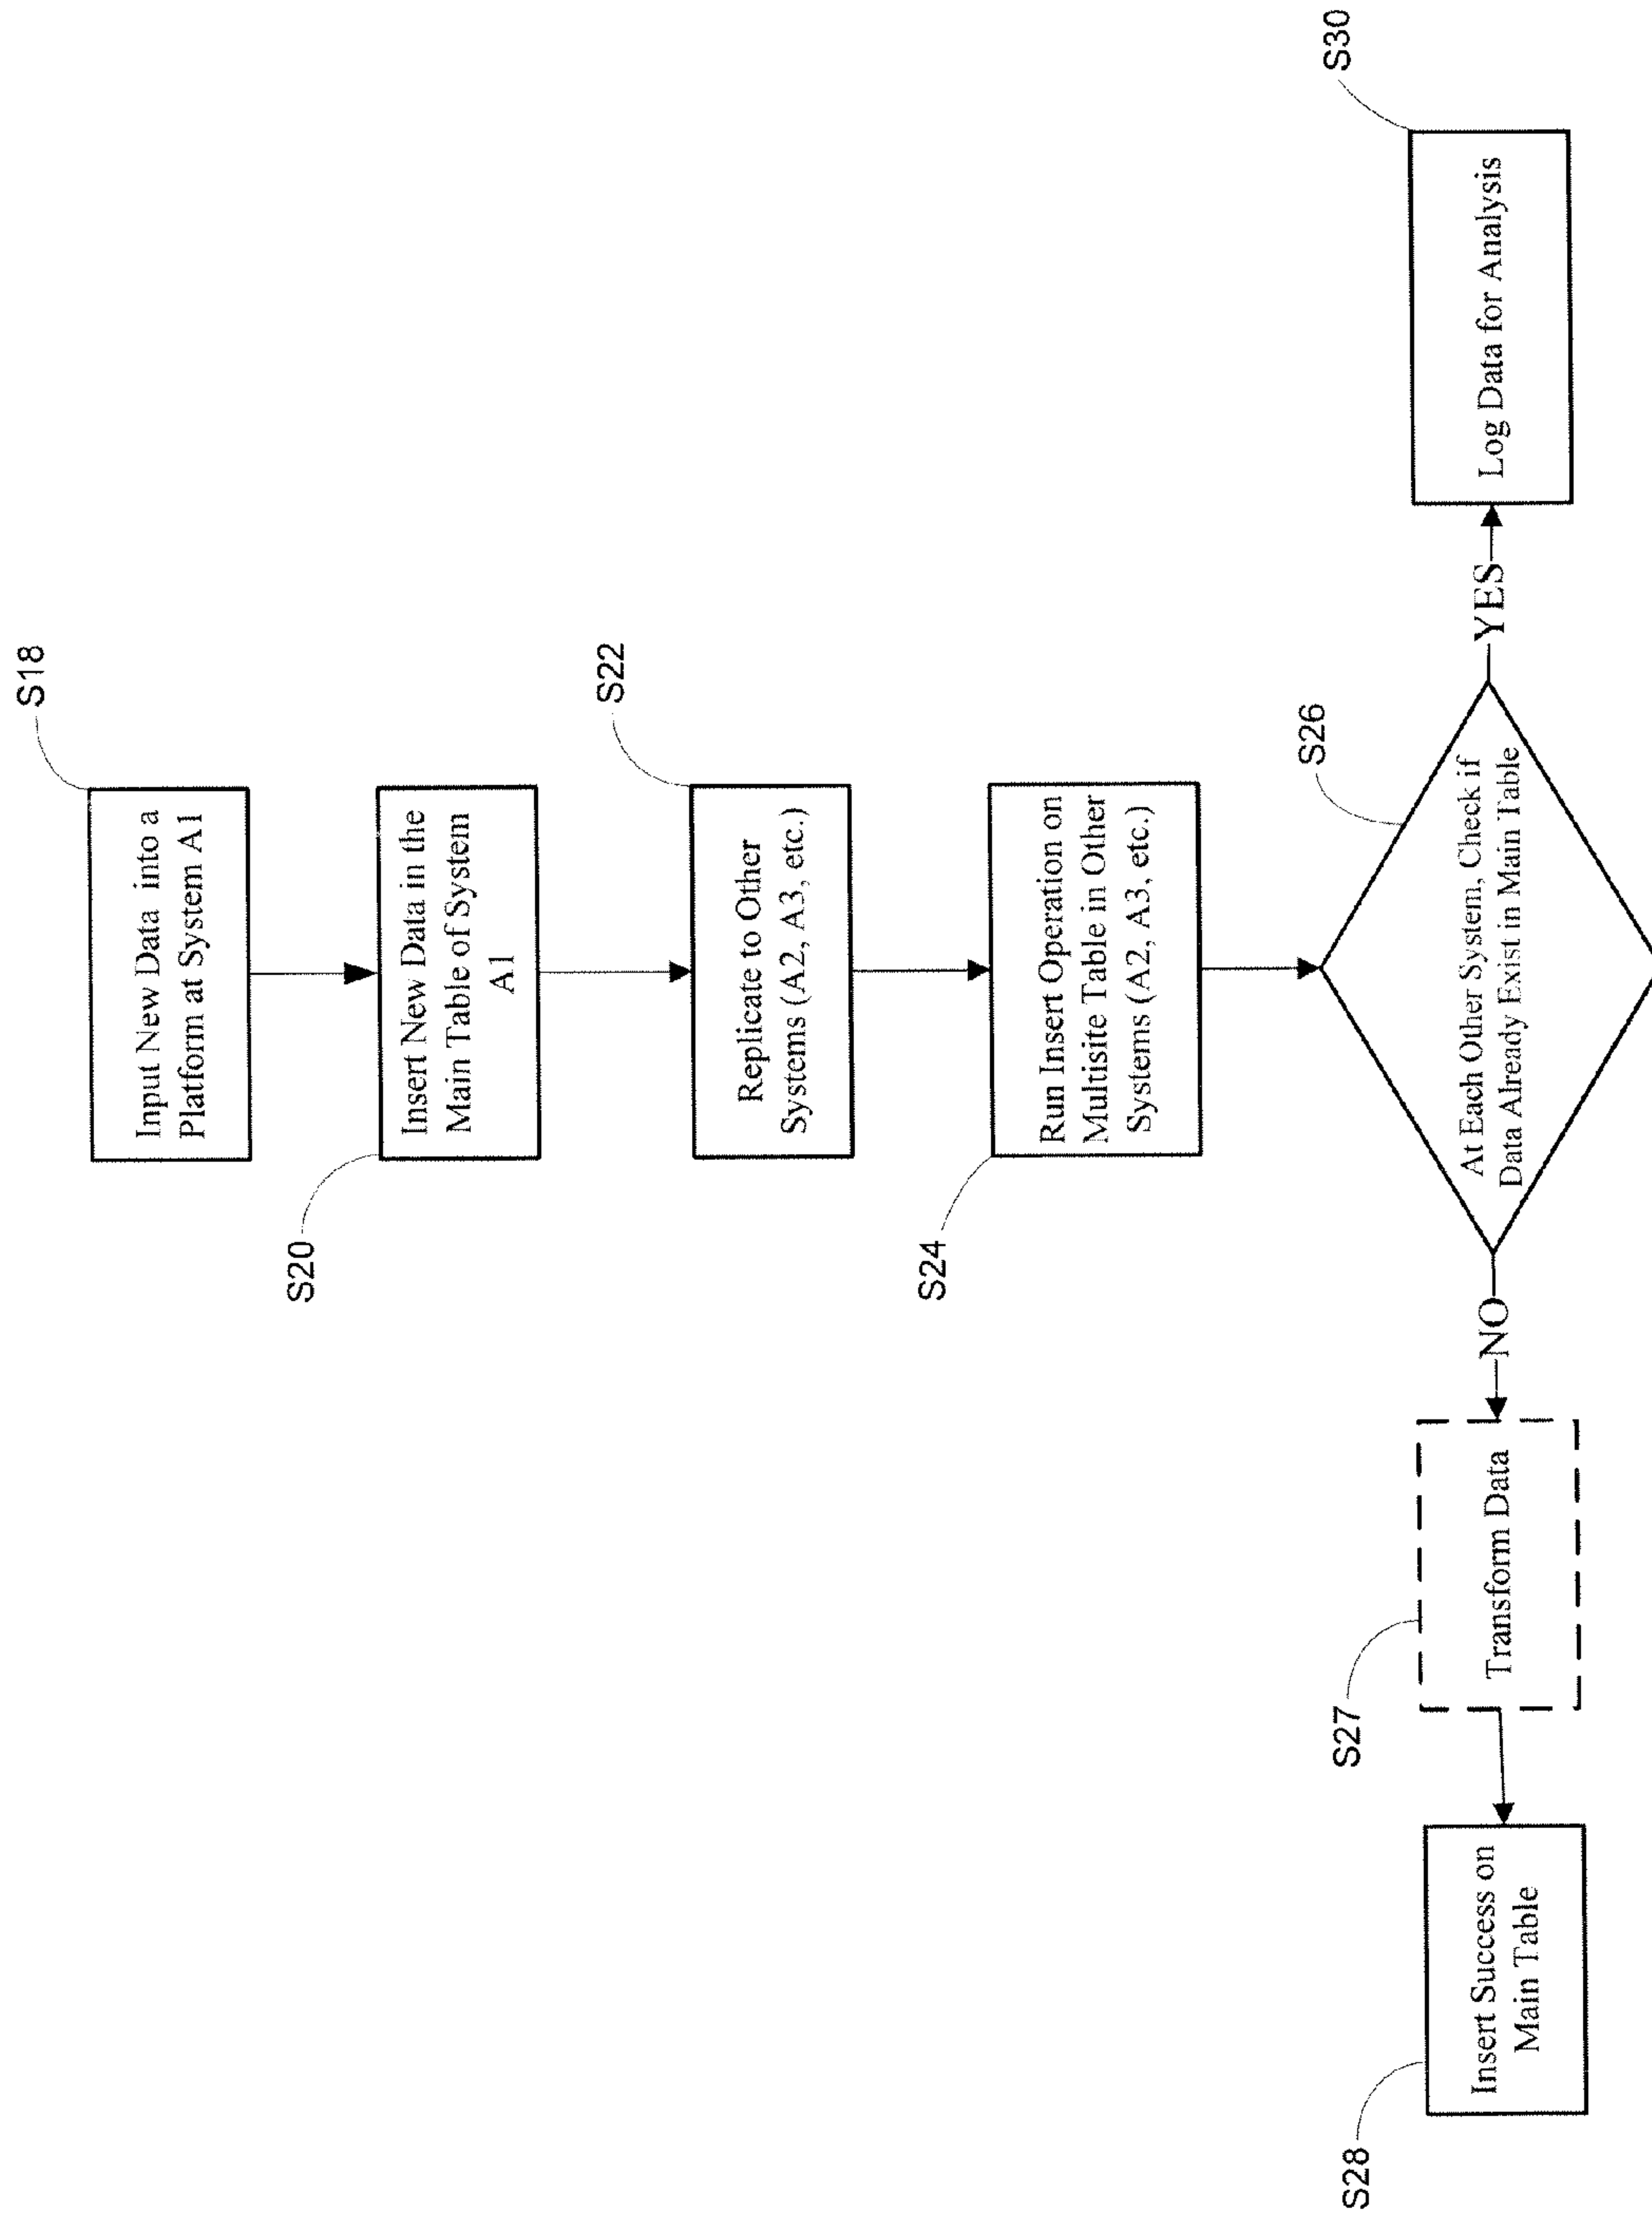 S18
Input New Data into a
Platform at System A1
S20
Insert New Data in the
Main Table of System
A1
S22
Replicate to Other
Systems (A2, A3, etc.)
S24
Run Insert Operation on
Multisite Table in Other
Systems (A2, A3, etc.)
S26
At Each Other System, Check if
Data Already Exist in Main Table
NO
YES
S27
Transform Data
S28
Insert Success on
Main Table
S30
Log Data for Analysis